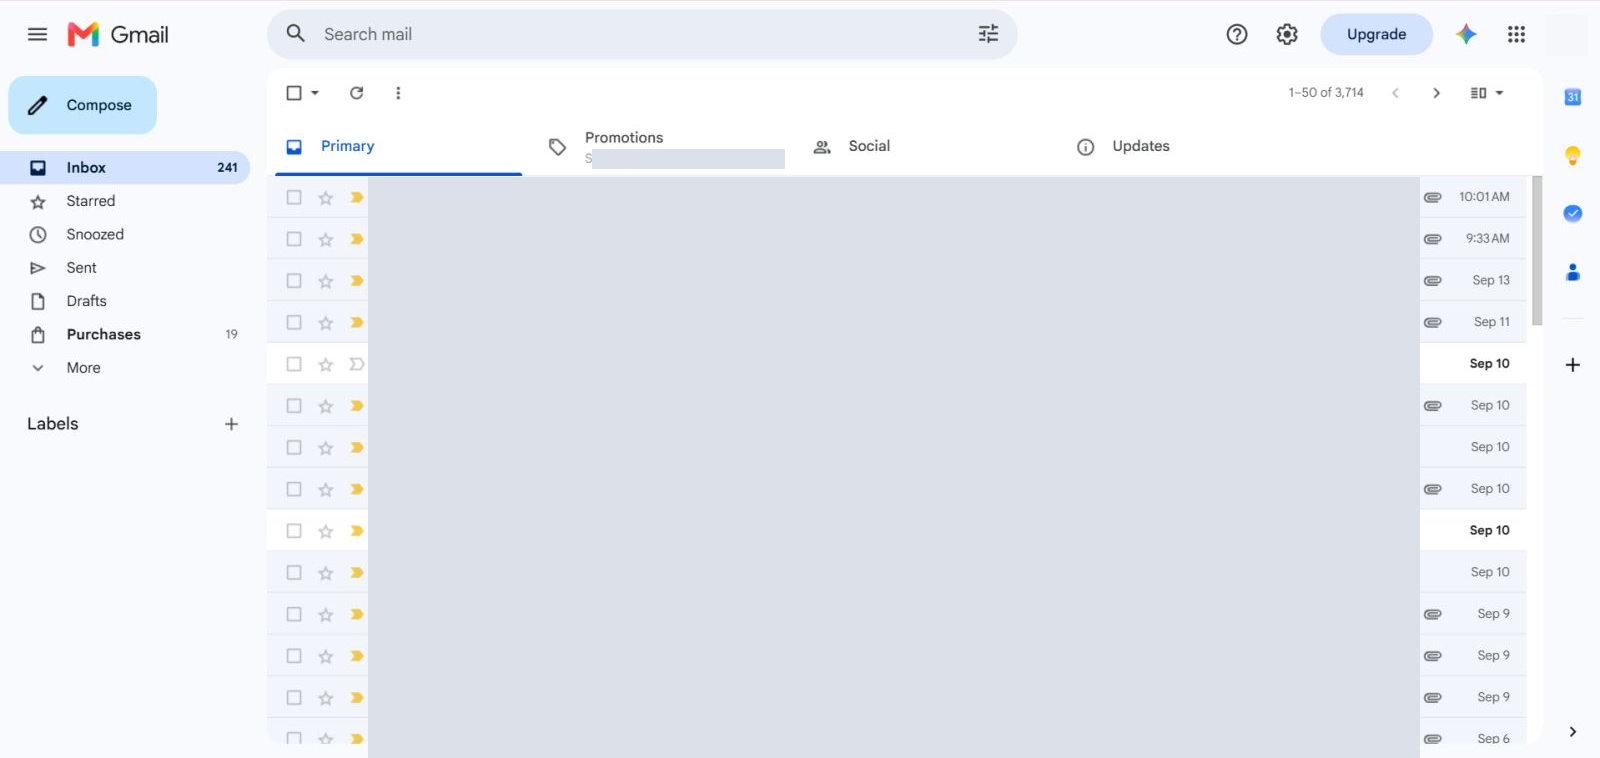 Gmail
Search mail
Upgrade
Compose
1–50 of 3,714
31
Primary
Promotions
S
Social
Updates
Inbox 241
Starred
Snoozed
Sent
Drafts
Purchases 19
More
Labels
10:01 AM
9:33 AM
Sep 13
Sep 11
Sep 10
Sep 10
Sep 10
Sep 10
Sep 10
Sep 10
Sep 9
Sep 9
Sep 9
Sep 6